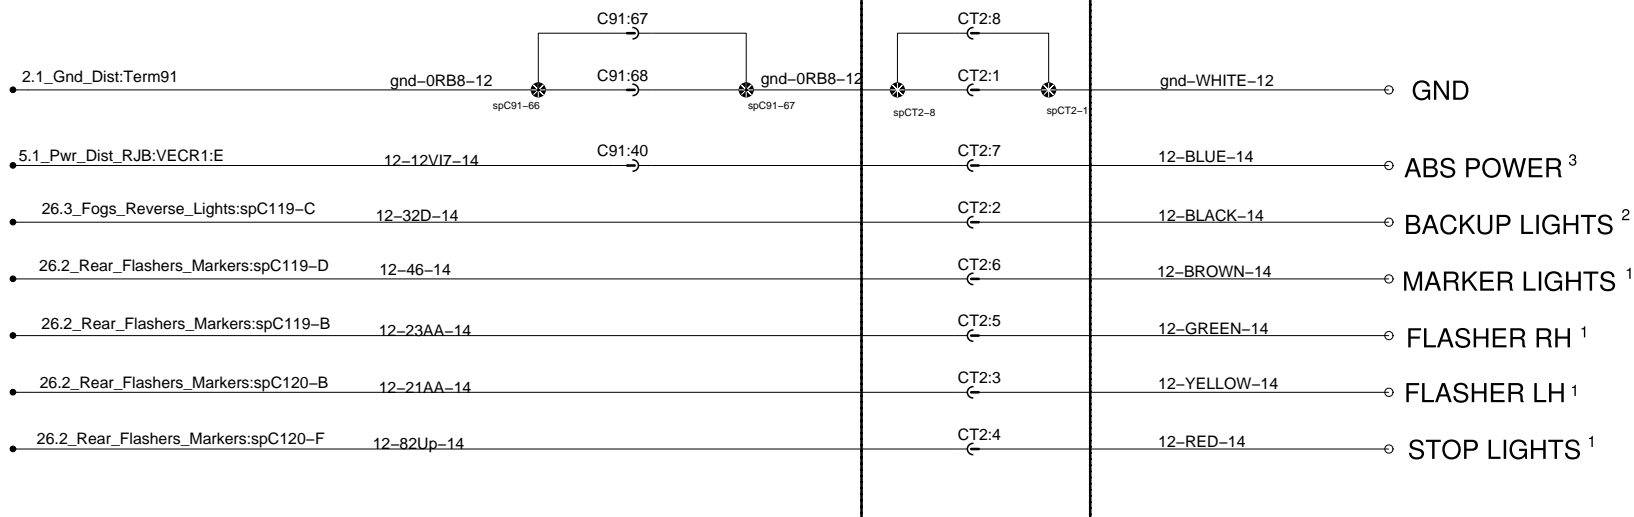 C91:67 CT2:8
2.1_Gnd_Dist:Term91 gnd–0RB8–12 C91:68 gnd–0RB8–12 CT2:1 gnd–WHITE–12 GND
spC91–66 spC91–67 spCT2–8 spCT2–1
5.1_Pwr_Dist_RJB:VECR1:E 12–12VI7–14 C91:40 CT2:7 12–BLUE–14 ABS POWER 3
26.3_Fogs_Reverse_Lights:spC119–C 12–32D–14 CT2:2 12–BLACK–14 BACKUP LIGHTS 2
26.2_Rear_Flashers_Markers:spC119–D 12–46–14 CT2:6 12–BROWN–14 MARKER LIGHTS 1
26.2_Rear_Flashers_Markers:spC119–B 12–23AA–14 CT2:5 12–GREEN–14 FLASHER RH 1
26.2_Rear_Flashers_Markers:spC120–B 12–21AA–14 CT2:3 12–YELLOW–14 FLASHER LH 1
26.2_Rear_Flashers_Markers:spC120–F 12–82Up–14 CT2:4 12–RED–14 STOP LIGHTS 1